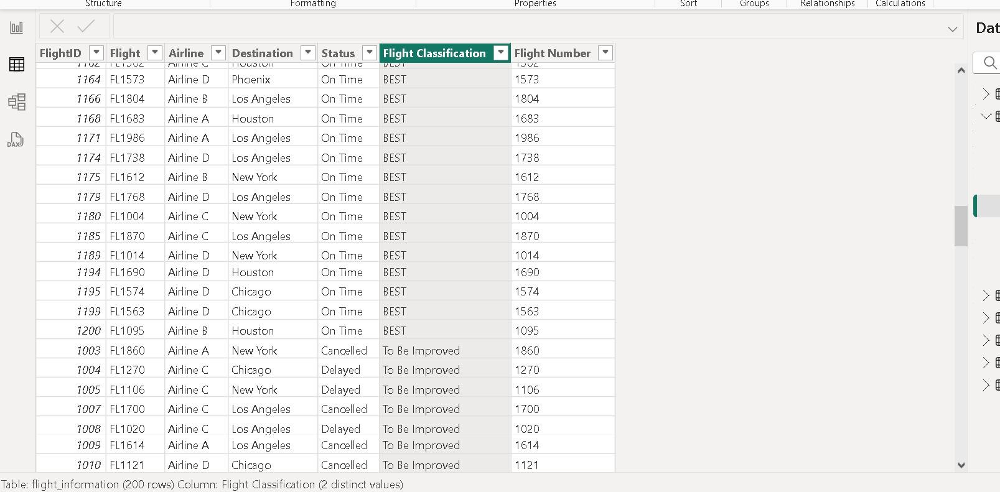 Structure Formatting Properties Sort Groups Relationships Calculations
Dat
FlightID Flight Airline Destination Status Flight Classification Flight Number
1162 FL1502 Airline C Houston On Time BEST 1502
1164 FL1573 Airline D Phoenix On Time BEST 1573
1166 FL1804 Airline B Los Angeles On Time BEST 1804
1168 FL1683 Airline A Houston On Time BEST 1683
1171 FL1986 Airline A Los Angeles On Time BEST 1986
1174 FL1738 Airline D Los Angeles On Time BEST 1738
1175 FL1612 Airline B New York On Time BEST 1612
1179 FL1768 Airline D Los Angeles On Time BEST 1768
1180 FL1004 Airline C New York On Time BEST 1004
1185 FL1870 Airline C Los Angeles On Time BEST 1870
1189 FL1014 Airline D New York On Time BEST 1014
1194 FL1690 Airline D Houston On Time BEST 1690
1195 FL1574 Airline D Chicago On Time BEST 1574
1199 FL1563 Airline D Chicago On Time BEST 1563
1200 FL1095 Airline B Houston On Time BEST 1095
1003 FL1860 Airline A New York Cancelled To Be Improved 1860
1004 FL1270 Airline C Chicago Delayed To Be Improved 1270
1005 FL1106 Airline C New York Delayed To Be Improved 1106
1007 FL1700 Airline C Los Angeles Cancelled To Be Improved 1700
1008 FL1020 Airline C Los Angeles Delayed To Be Improved 1020
1009 FL1614 Airline A Los Angeles Cancelled To Be Improved 1614
1010 FL1121 Airline D Chicago Cancelled To Be Improved 1121
DAX
Table: flight_information (200 rows) Column: Flight Classification (2 distinct values)